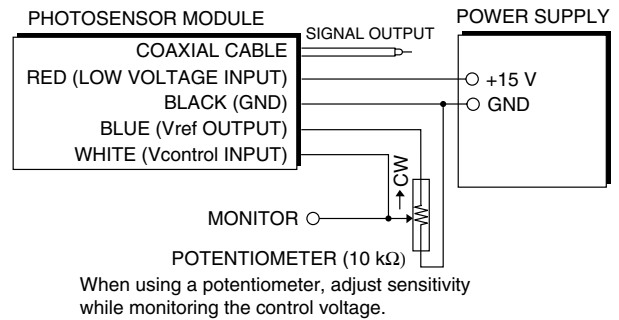 PHOTOSENSOR MODULE
POWER SUPPLY
SIGNAL OUTPUT
COAXIAL CABLE
RED (LOW VOLTAGE INPUT)
+15 V
BLACK (GND)
GND
BLUE (Vref OUTPUT)
WHITE (Vcontrol INPUT)
CW
MONITOR
POTENTIOMETER (10 kΩ)
When using a potentiometer, adjust sensitivity
while monitoring the control voltage.